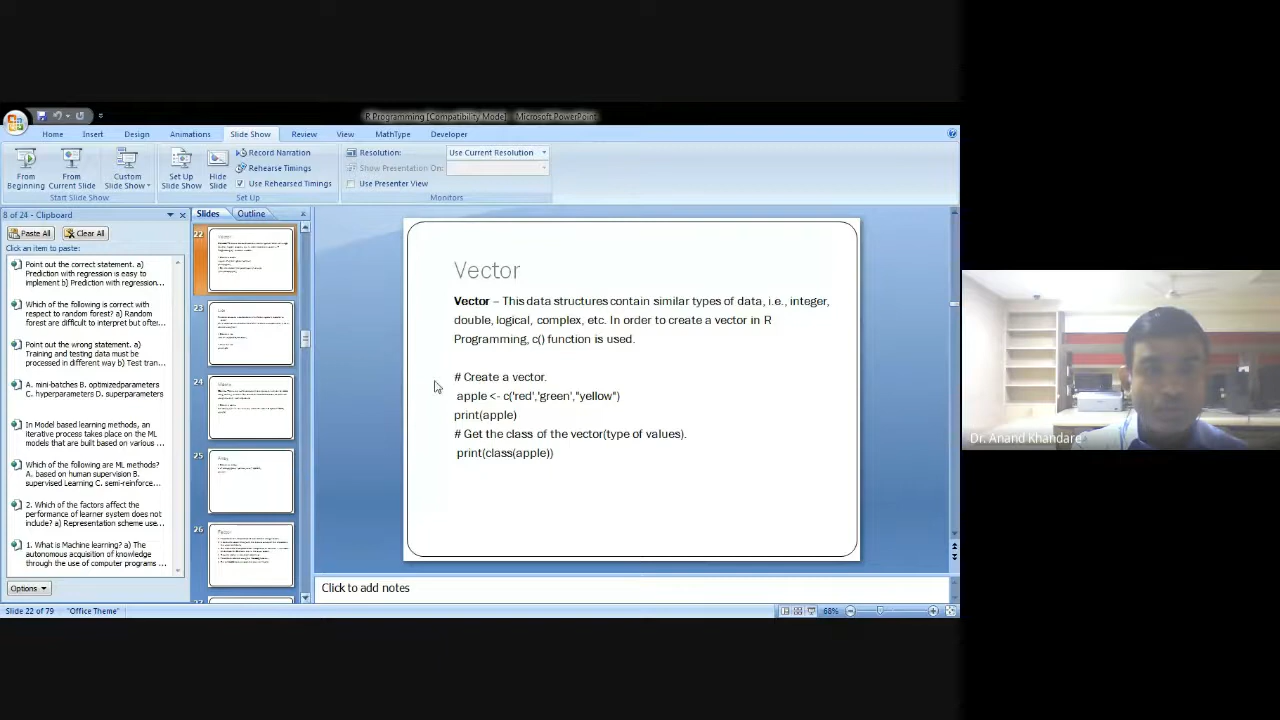 R Programming [Compatibility Mode] - Microsoft PowerPoint
Home Insert Design Animations Slide Show Review View MathType Developer
From Beginning
From Current Slide
Custom Slide Show
Start Slide Show
Set Up Slide Show
Hide Slide
Record Narration
Rehearse Timings
Use Rehearsed Timings
Set Up
Resolution: Use Current Resolution
Show Presentation On:
Use Presenter View
Monitors
8 of 24 - Clipboard
Paste All Clear All
Click an item to paste:
Point out the correct statement. a)
Prediction with regression is easy to
implement b) Prediction with regression...
Which of the following is correct with
respect to random forest? a) Random
forest are difficult to interpret but often...
Point out the wrong statement. a)
Training and testing data must be
processed in different way b) Test tran...
A. mini-batches B. optimizedparameters
C. hyperparameters D. superparameters
In Model based learning methods, an
iterative process takes place on the ML
models that are built based on various ...
Which of the following are ML methods?
A. based on human supervision B.
supervised Learning C. semi-reinforce...
2. Which of the factors affect the
performance of learner system does not
include? a) Representation scheme use...
1. What is Machine learning? a) The
autonomous acquisition of knowledge
through the use of computer programs ...
Options
Slides Outline
22
23
24
25
26
Vector
Vector – This data structures contain similar types of data, i.e., integer,
double, logical, complex, etc. In order to create a vector in R
Programming, c() function is used.
# Create a vector.
apple <- c('red','green',"yellow")
print(apple)
# Get the class of the vector(type of values).
print(class(apple))
Click to add notes
Slide 22 of 79 "Office Theme" 68%
Dr. Anand Khandare